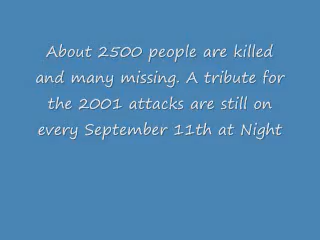 About 2500 people are killed
and many missing. A tribute for
the 2001 attacks are still on
every September 11th at Night